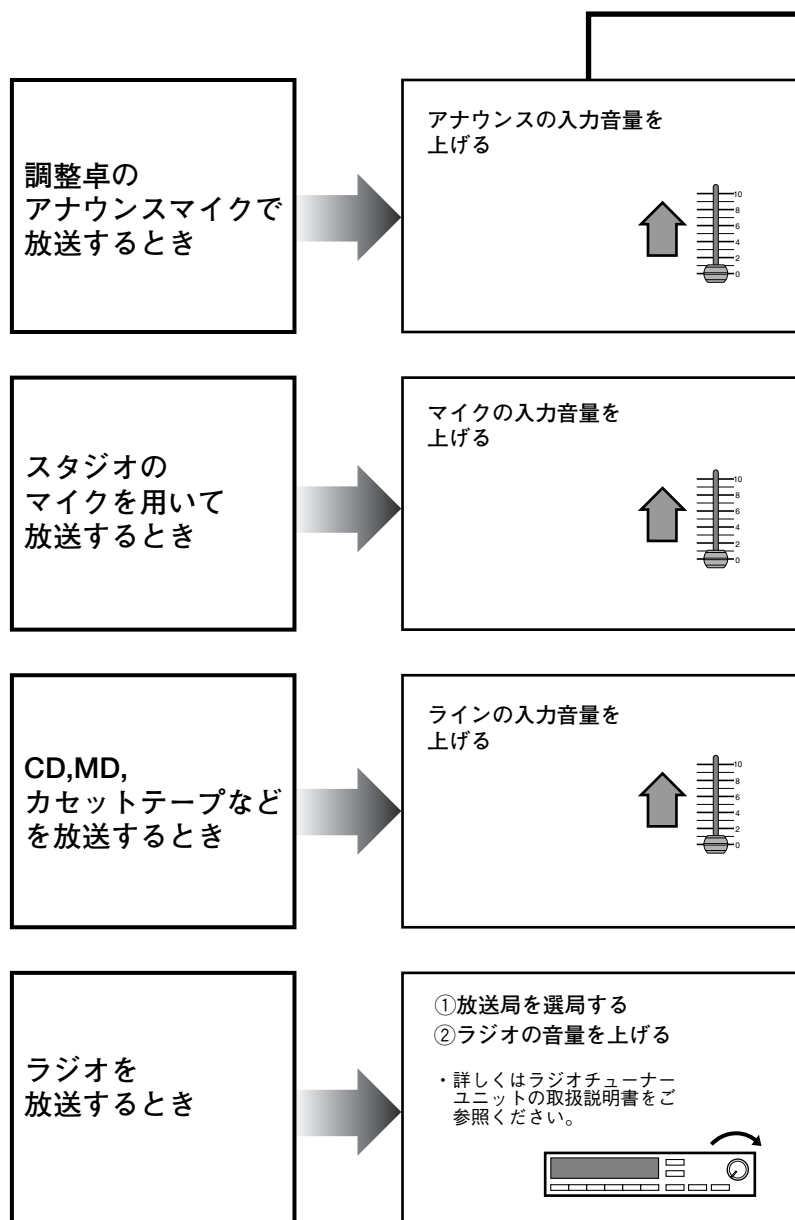 調整卓の
アナウンスマイクで
放送するとき
アナウンスの入力音量を
上げる
10
8
6
4
2
0
スタジオの
マイクを用いて
放送するとき
マイクの入力音量を
上げる
10
8
6
4
2
0
CD,MD,
カセットテープなど
を放送するとき
ラインの入力音量を
上げる
10
8
6
4
2
0
ラジオを
放送するとき
①放送局を選局する
②ラジオの音量を上げる
・詳しくはラジオチューナー
ユニットの取扱説明書をご
参照ください。